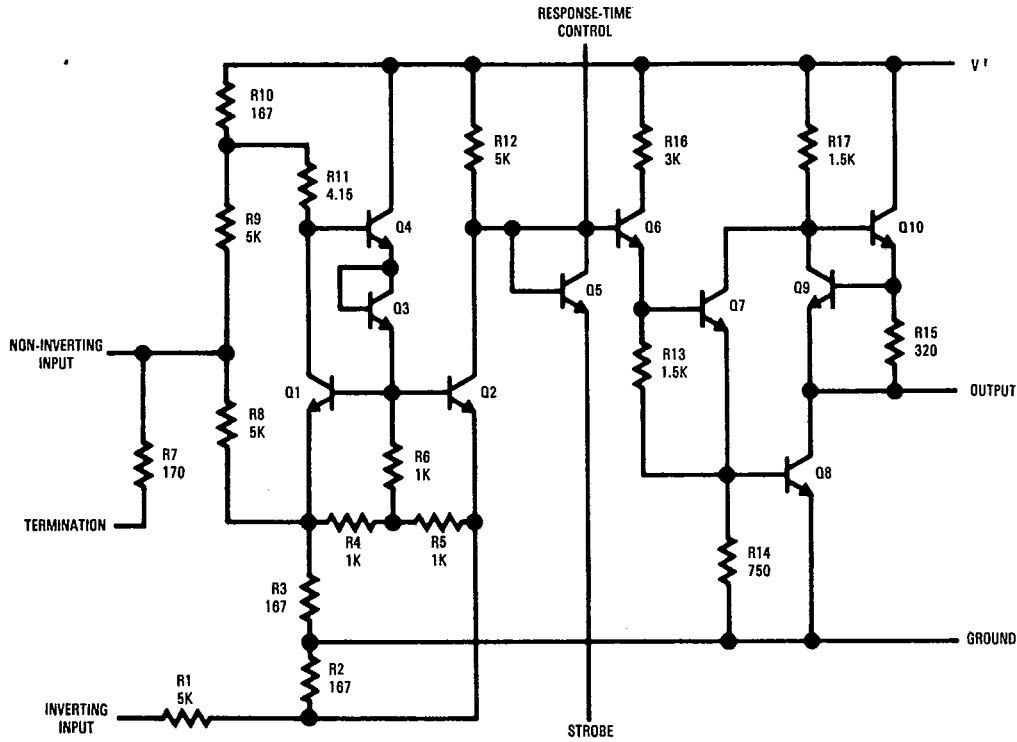 RESPONSE-TIME
CONTROL
V'
R10
167
R12
5K
R16
3K
R17
1.5K
R11
4.15
R9
5K
Q4
Q6
Q10
Q3
Q5
Q7
Q9
R15
320
NON-INVERTING
INPUT
R13
1.5K
Q1
Q2
OUTPUT
R8
5K
R7
170
R6
1K
Q8
TERMINATION
R4
1K
R5
1K
R14
750
R3
167
GROUND
R2
167
R1
5K
INVERTING
INPUT
STROBE